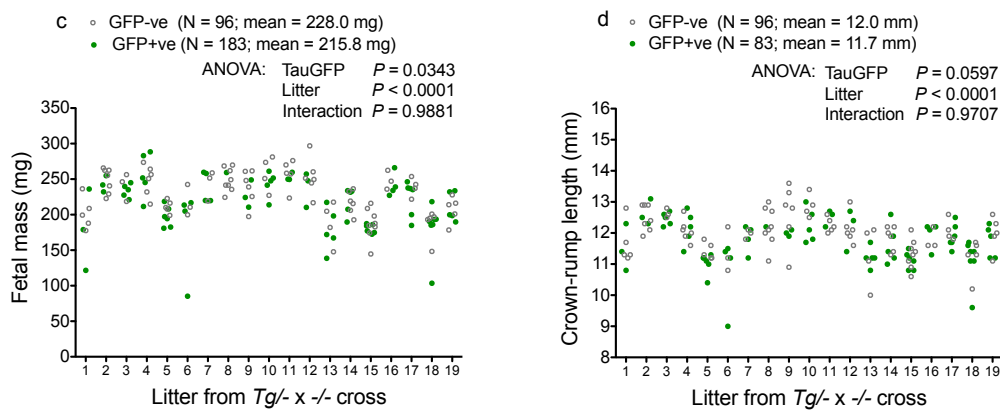 c
GFP-ve (N = 96; mean = 228.0 mg)
GFP+ve (N = 183; mean = 215.8 mg)
ANOVA: TauGFP P = 0.0343
Litter P < 0.0001
Interaction P = 0.9881
Fetal mass (mg)
350
300
250
200
150
100
50
0
1 2 3 4 5 6 7 8 9 10 11 12 13 14 15 16 17 18 19
Litter from Tg/- x -/- cross
d
GFP-ve (N = 96; mean = 12.0 mm)
GFP+ve (N = 83; mean = 11.7 mm)
ANOVA: TauGFP P = 0.0597
Litter P < 0.0001
Interaction P = 0.9707
Crown-rump length (mm)
16
15
14
13
12
11
10
9
8
1 2 3 4 5 6 7 8 9 10 11 12 13 14 15 16 17 18 19
Litter from Tg/- x -/- cross